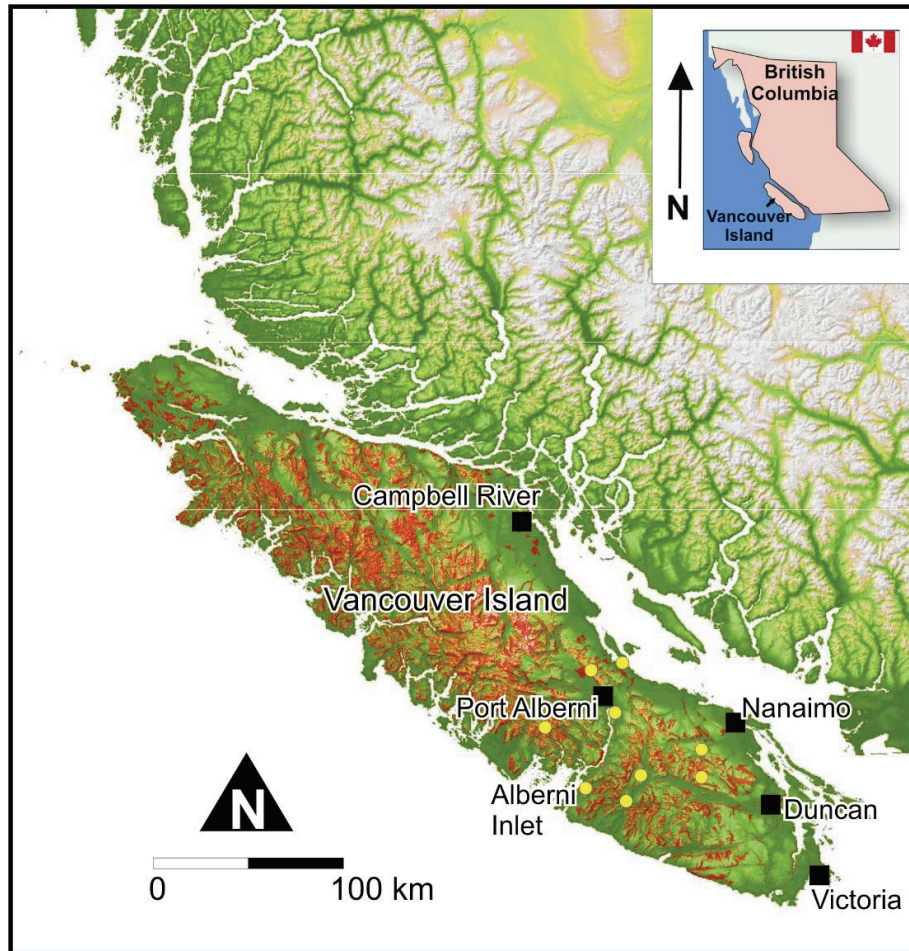 British
Columbia
N
Vancouver
Island
Campbell River
Vancouver Island
Port Alberni
Nanaimo
Alberni
Inlet
Duncan
N
0 100 km
Victoria